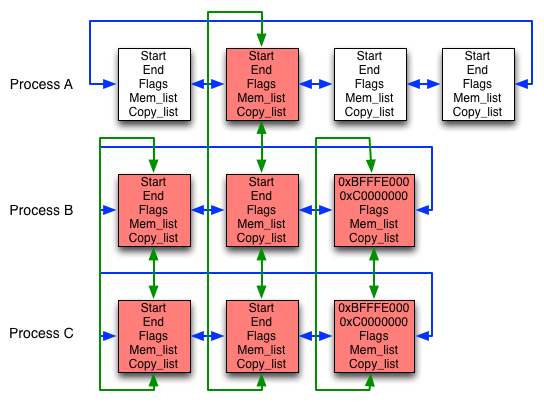 Process A
Start
End
Flags
Mem_list
Copy_list
Start
End
Flags
Mem_list
Copy_list
Start
End
Flags
Mem_list
Copy_list
Start
End
Flags
Mem_list
Copy_list
Process B
Start
End
Flags
Mem_list
Copy_list
Start
End
Flags
Mem_list
Copy_list
0xBFFFE000
0xC0000000
Flags
Mem_list
Copy_list
Process C
Start
End
Flags
Mem_list
Copy_list
Start
End
Flags
Mem_list
Copy_list
0xBFFFE000
0xC0000000
Flags
Mem_list
Copy_list